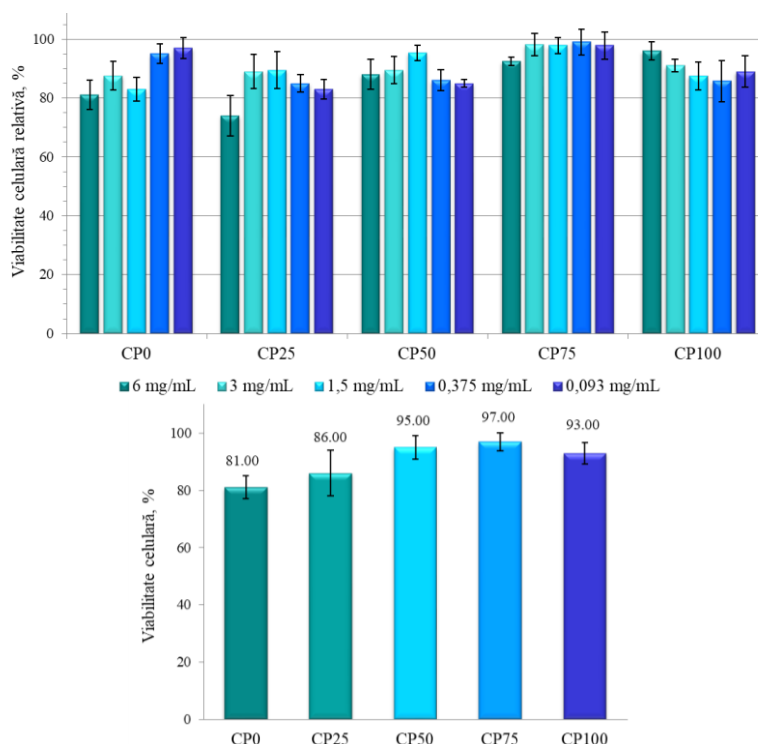 Viabilitate celulară relativă, %
100
80
60
40
20
0
CP0 CP25 CP50 CP75 CP100
6 mg/mL 3 mg/mL 1,5 mg/mL 0,375 mg/mL 0,093 mg/mL
Viabilitate celulară, %
100
80
60
40
20
0
81.00 86.00 95.00 97.00 93.00
CP0 CP25 CP50 CP75 CP100